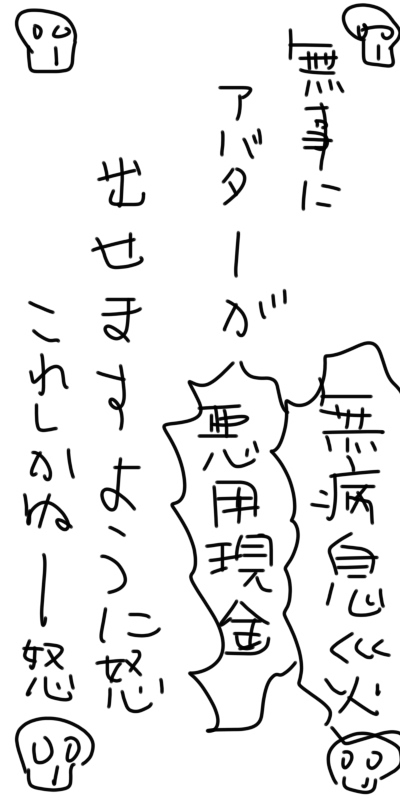 無事に
アバターが
出せますように怒
これしかねー怒
無病息災
悪用現金